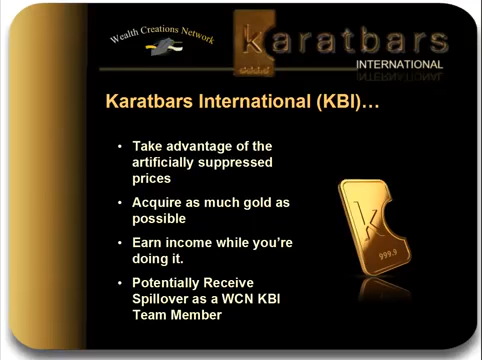 Wealth Creations Network
karatbars
INTERNATIONAL
Karatbars International (KBI)…
• Take advantage of the
artificially suppressed
prices
• Acquire as much gold as
possible
• Earn income while you're
doing it.
• Potentially Receive
Spillover as a WCN KBI
Team Member
k
999.9